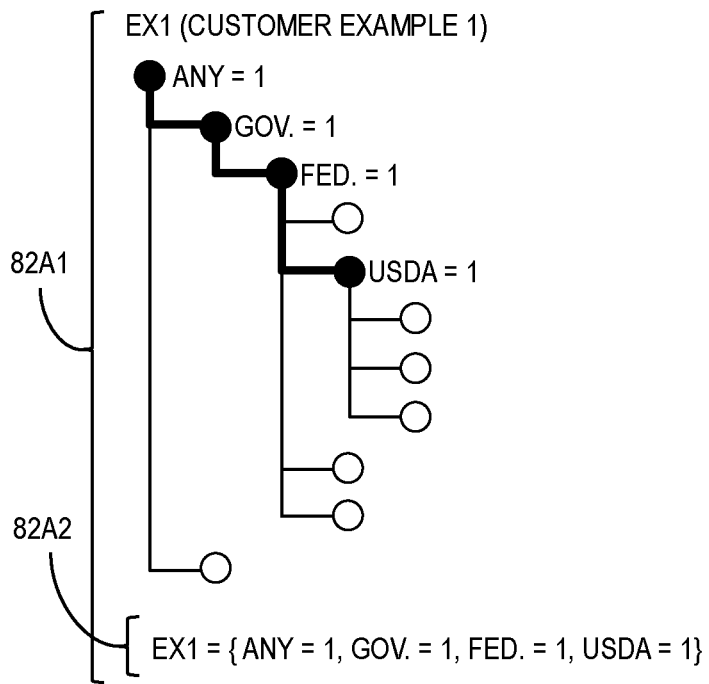 EX1 (CUSTOMER EXAMPLE 1)
ANY = 1
GOV. = 1
FED. = 1
82A1
USDA = 1
82A2
EX1 = { ANY = 1, GOV. = 1, FED. = 1, USDA = 1}